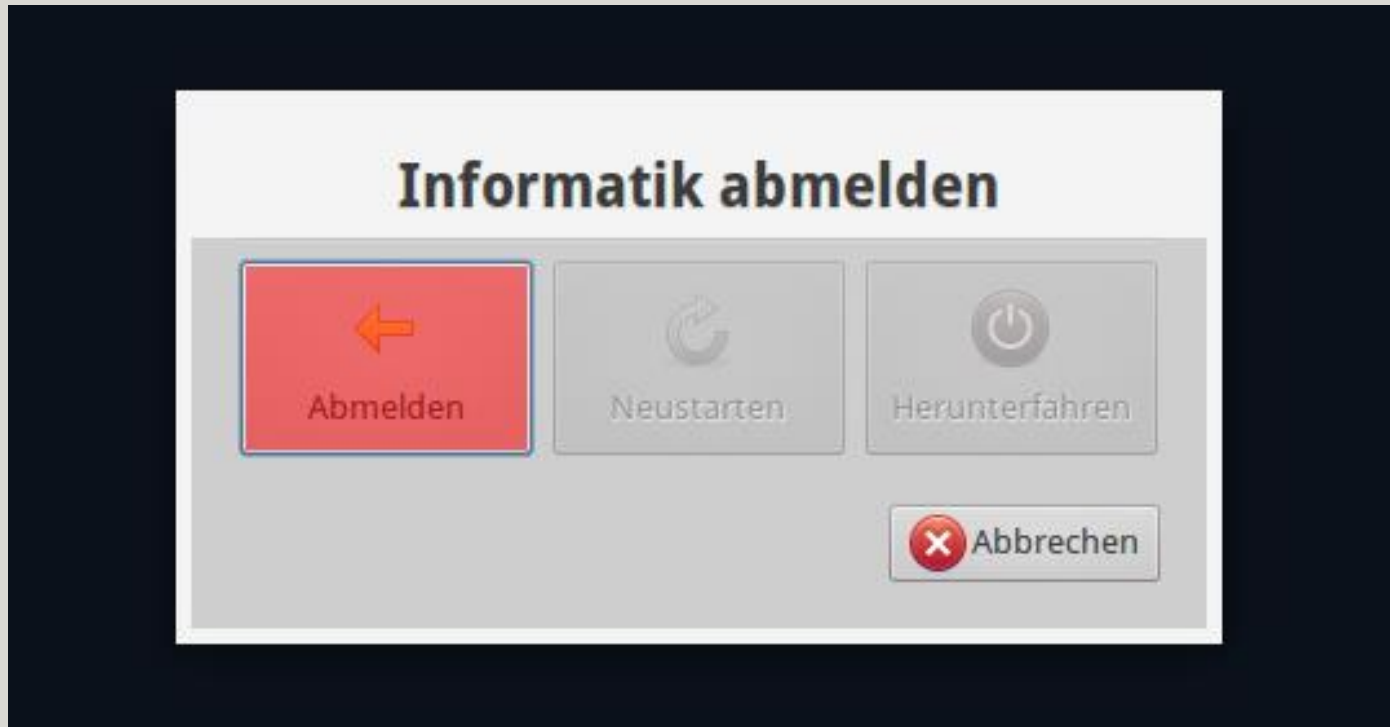 Informatik abmelden
Abmelden
Neustarten
Herunterfahren
Abbrechen